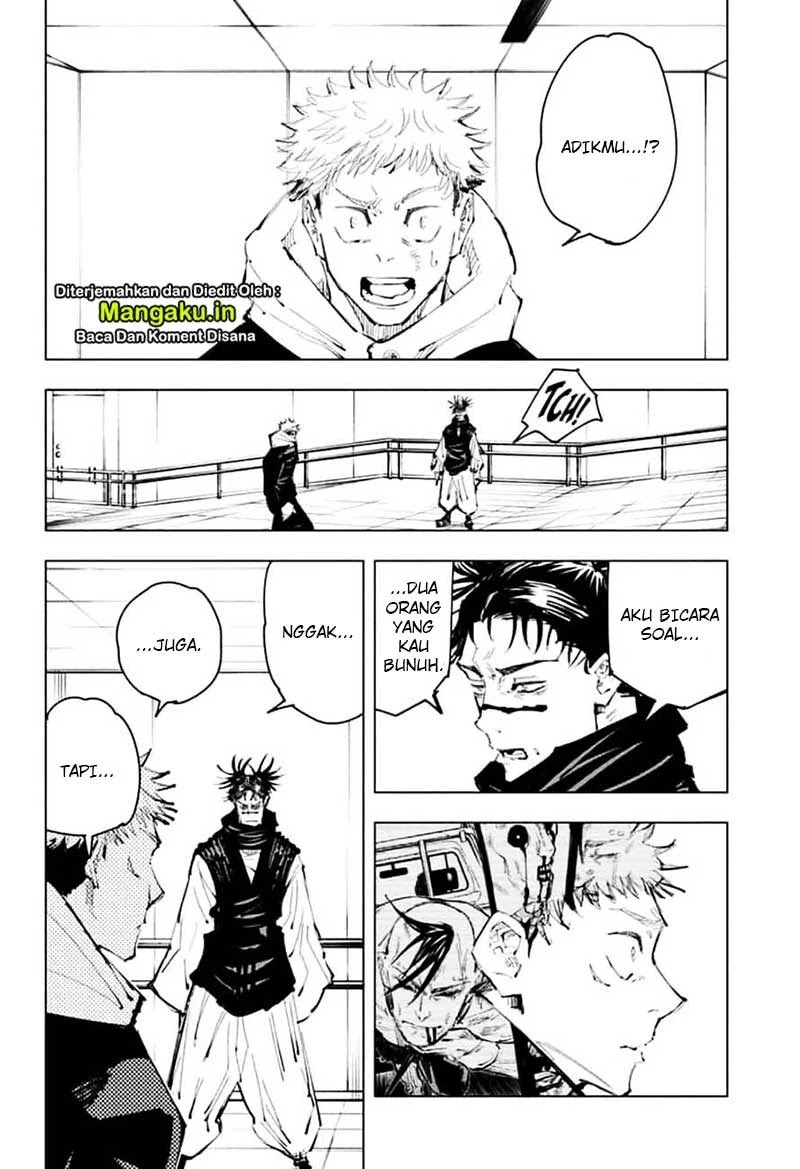 ADIKMU...!?
Diterjemahkan dan Diedit Oleh :
Mangaku.in
Baca Dan Koment Disana
TCH!
AKU BICARA
SOAL...
...DUA
ORANG
YANG
KAU
BUNUH.
NGGAK...
...JUGA.
TAPI...